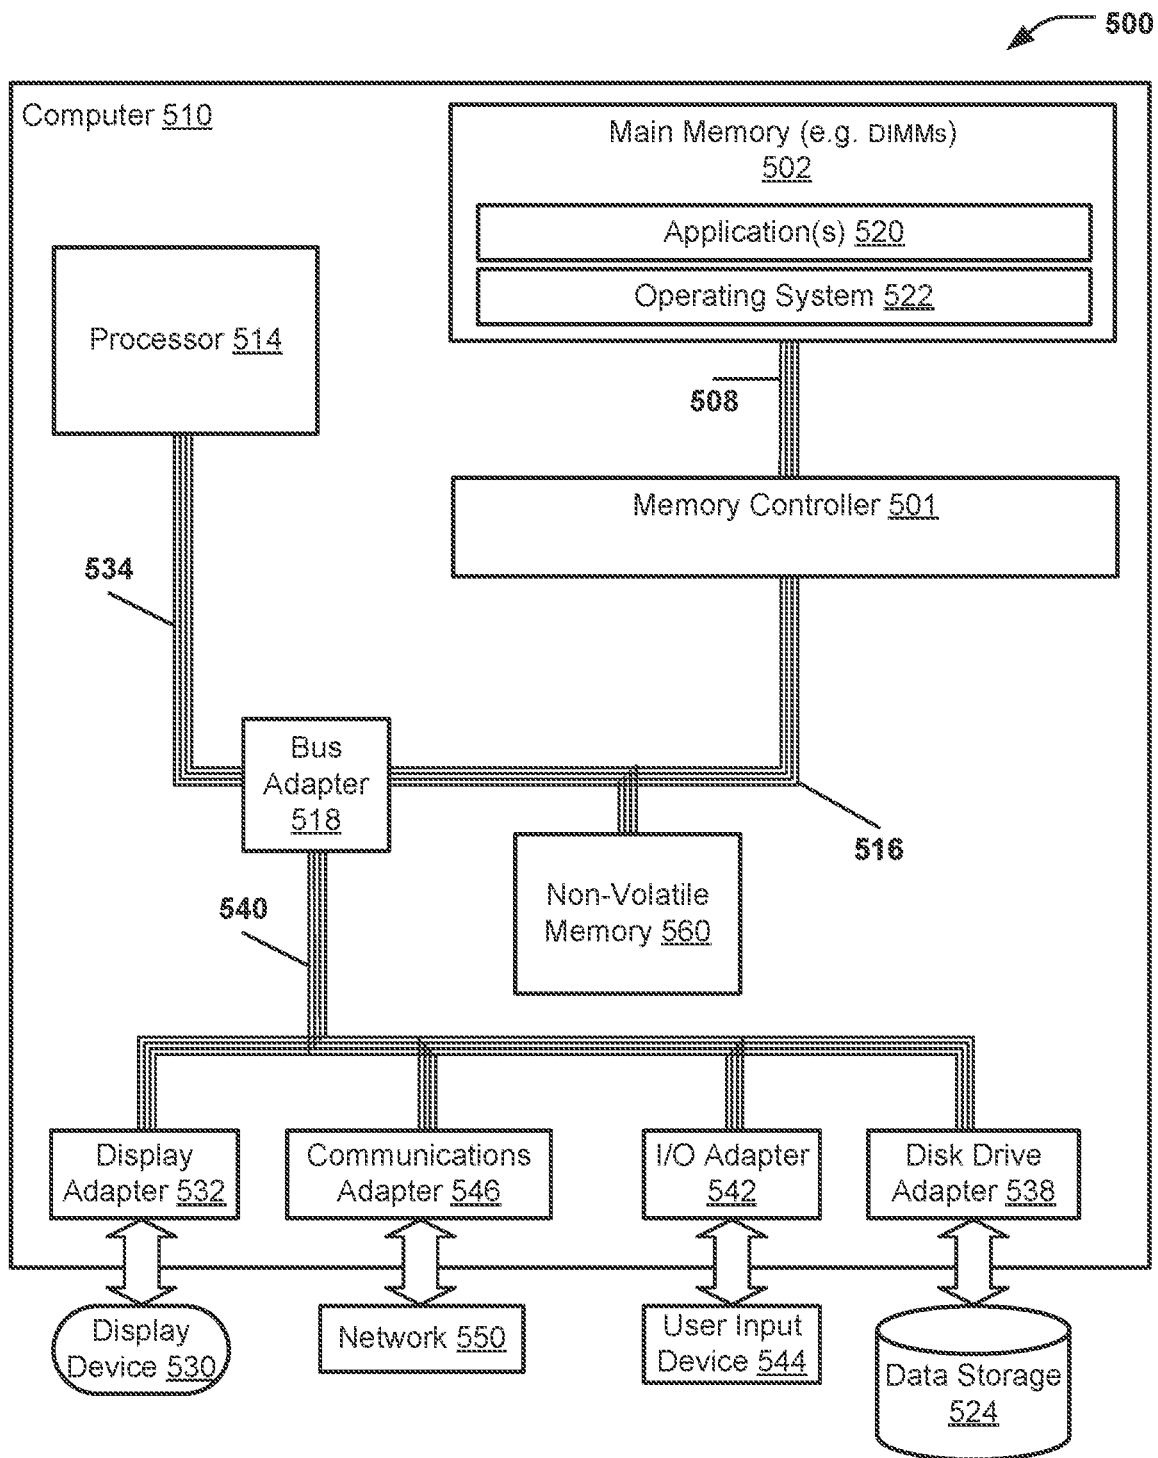 500
Computer 510
Main Memory (e.g. DIMMs)
502
Application(s) 520
Operating System 522
Processor 514
508
Memory Controller 501
534
Bus
Adapter
518
516
Non-Volatile
Memory 560
540
Display
Adapter 532
Communications
Adapter 546
I/O Adapter
542
Disk Drive
Adapter 538
Display
Device 530
Network 550
User Input
Device 544
Data Storage
524